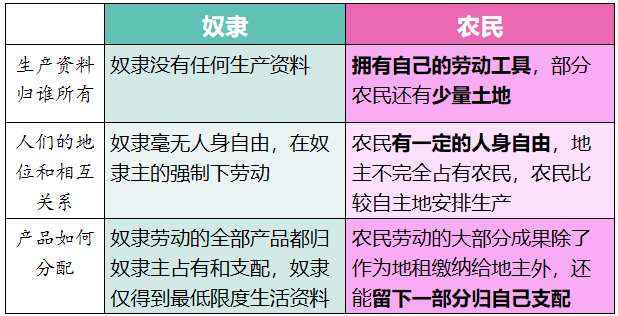 奴隶
农民
生产资料
归谁所有
奴隶没有任何生产资料
拥有自己的劳动工具，部分
农民还有少量土地
人们的地
位和相互
关系
奴隶毫无人身自由，在奴
隶主的强制下劳动
农民有一定的人身自由，地
主不完全占有农民，农民比
较自主地安排生产
产品如何
分配
奴隶劳动的全部产品都归
奴隶主占有和支配，奴隶
仅得到最低限度生活资料
农民劳动的大部分成果除了
作为地租缴纳给地主外，还
能留下一部分归自己支配